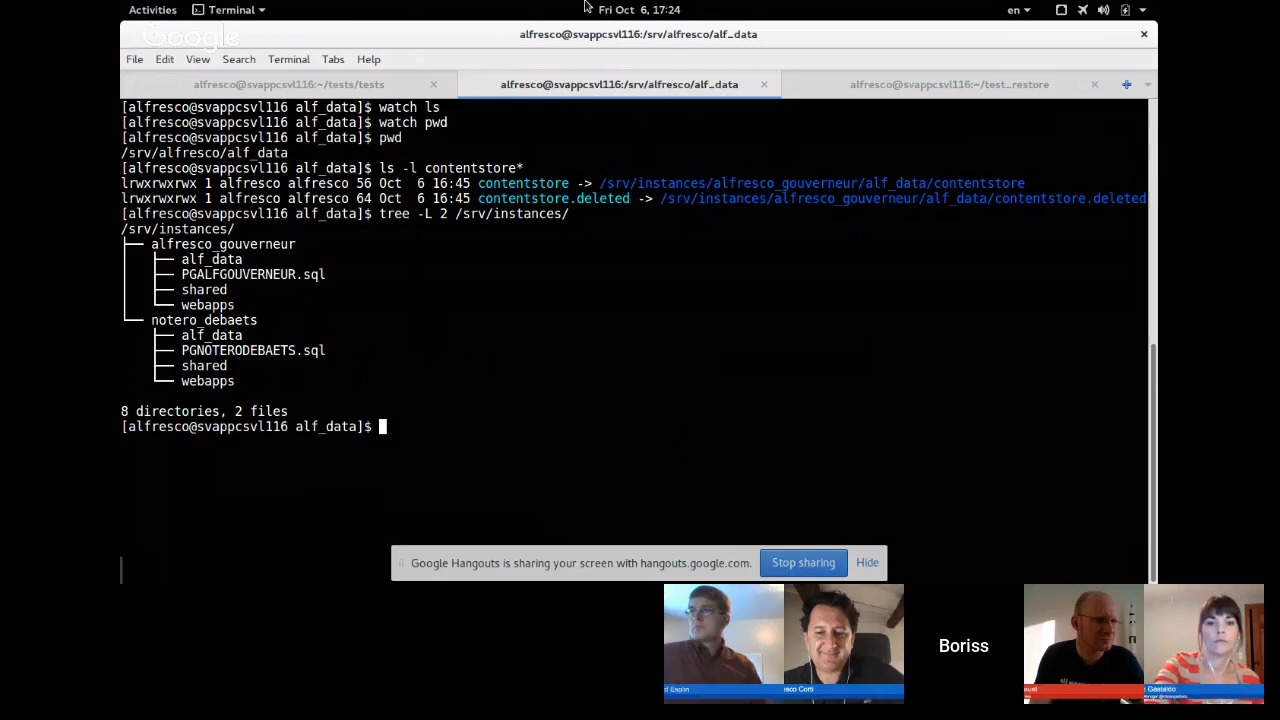 Activities Terminal Fri Oct 6, 17:24 en
Google
alfresco@svappcsvl116:/srv/alfresco/alf_data
File Edit View Search Terminal Tabs Help
alfresco@svappcsvl116:~/tests/tests alfresco@svappcsvl116:/srv/alfresco/alf_data alfresco@svappcsvl116:~/test_restore
[alfresco@svappcsvl116 alf_data]$ watch ls
[alfresco@svappcsvl116 alf_data]$ watch pwd
[alfresco@svappcsvl116 alf_data]$ pwd
/srv/alfresco/alf_data
[alfresco@svappcsvl116 alf_data]$ ls -l contentstore*
lrwxrwxrwx 1 alfresco alfresco 56 Oct  6 16:45 contentstore -> /srv/instances/alfresco_gouverneur/alf_data/contentstore
lrwxrwxrwx 1 alfresco alfresco 64 Oct  6 16:45 contentstore.deleted -> /srv/instances/alfresco_gouverneur/alf_data/contentstore.deleted
[alfresco@svappcsvl116 alf_data]$ tree -L 2 /srv/instances/
/srv/instances/
├── alfresco_gouverneur
│   ├── alf_data
│   ├── PGALFGOUVERNEUR.sql
│   ├── shared
│   └── webapps
└── notero_debaets
    ├── alf_data
    ├── PGNOTERODEBAETS.sql
    ├── shared
    └── webapps
8 directories, 2 files
[alfresco@svappcsvl116 alf_data]$
Google Hangouts is sharing your screen with hangouts.google.com. Stop sharing Hide
Boriss
d Esplin esco Corti aust Gastaldo